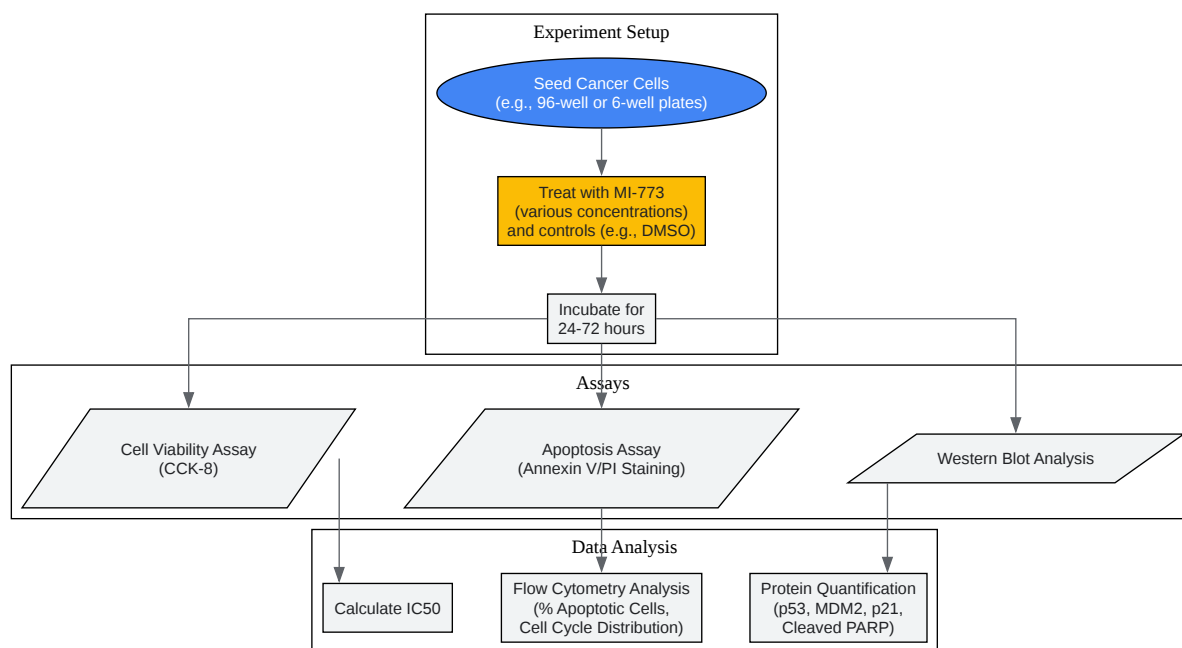 Experiment Setup
Seed Cancer Cells
(e.g., 96-well or 6-well plates)
Treat with MI-773
(various concentrations)
and controls (e.g., DMSO)
Incubate for
24-72 hours
Assays
Cell Viability Assay
(CCK-8)
Apoptosis Assay
(Annexin V/PI Staining)
Western Blot Analysis
Data Analysis
Calculate IC50
Flow Cytometry Analysis
(% Apoptotic Cells,
Cell Cycle Distribution)
Protein Quantification
(p53, MDM2, p21,
Cleaved PARP)